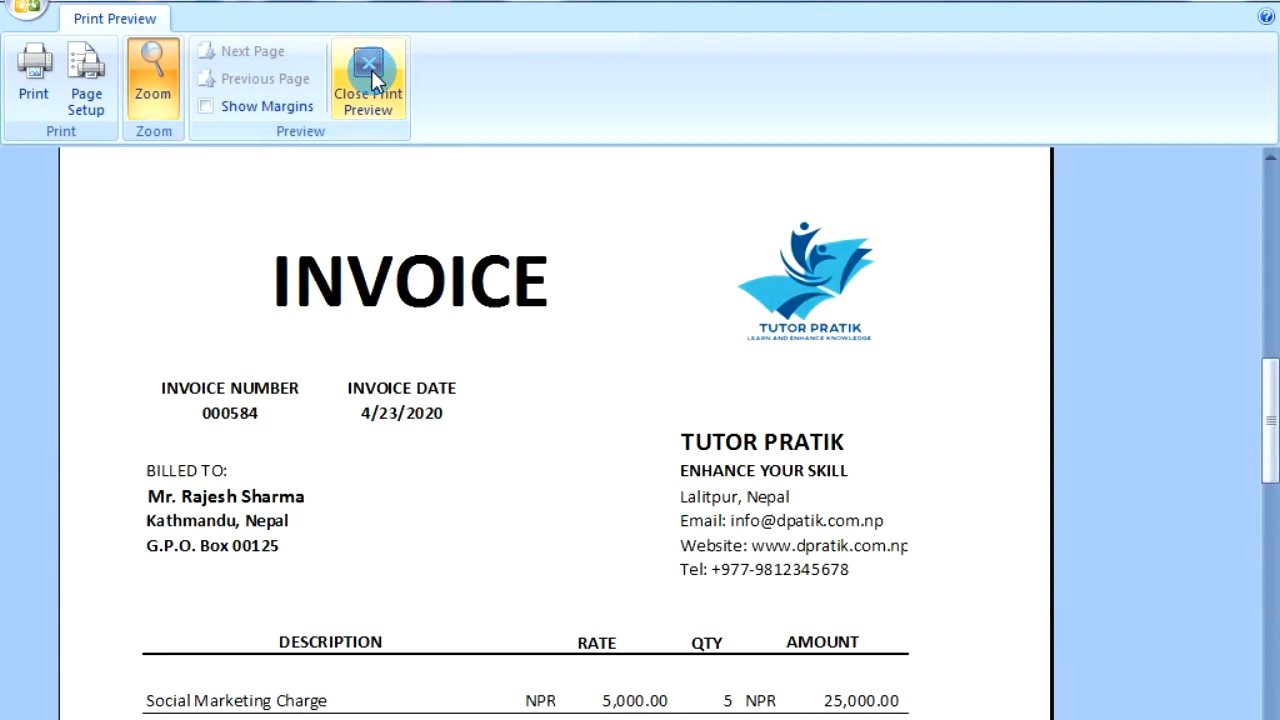 Print Preview
Print
Page Setup
Zoom
Next Page
Previous Page
Show Margins
Close Print Preview
Print
Zoom
Preview
INVOICE
TUTOR PRATIK
LEARN AND ENHANCE KNOWLEDGE
INVOICE NUMBER INVOICE DATE
000584 4/23/2020
TUTOR PRATIK
BILLED TO: ENHANCE YOUR SKILL
Mr. Rajesh Sharma Lalitpur, Nepal
Kathmandu, Nepal Email: info@dpatik.com.np
G.P.O. Box 00125 Website: www.dpratik.com.np
Tel: +977-9812345678
DESCRIPTION RATE QTY AMOUNT
Social Marketing Charge NPR 5,000.00 5 NPR 25,000.00